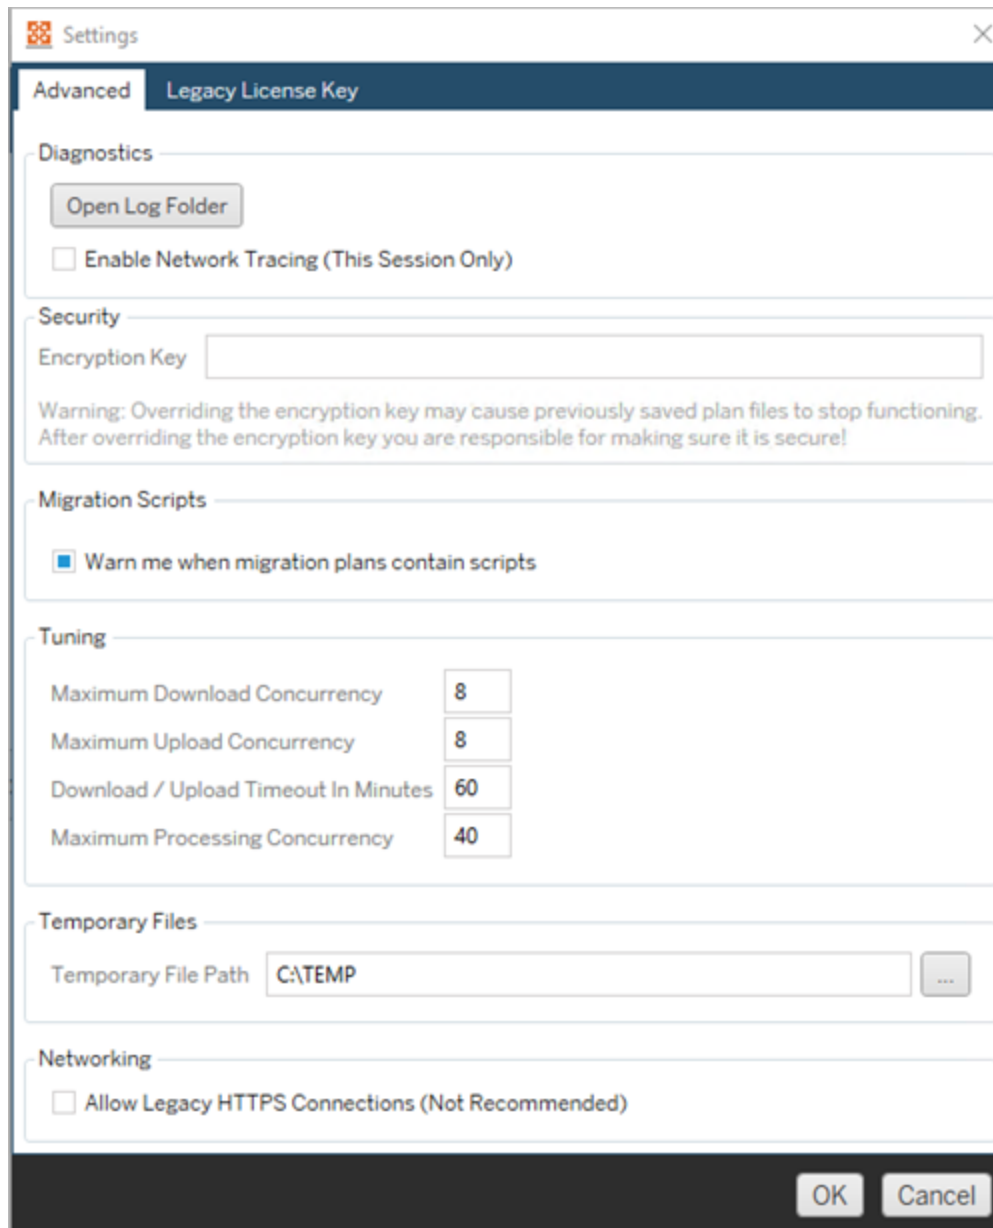 Settings
Advanced Legacy License Key
Diagnostics
Open Log Folder
Enable Network Tracing (This Session Only)
Security
Encryption Key
Warning: Overriding the encryption key may cause previously saved plan files to stop functioning.
After overriding the encryption key you are responsible for making sure it is secure!
Migration Scripts
Warn me when migration plans contain scripts
Tuning
Maximum Download Concurrency 8
Maximum Upload Concurrency 8
Download / Upload Timeout In Minutes 60
Maximum Processing Concurrency 40
Temporary Files
Temporary File Path C:\TEMP ...
Networking
Allow Legacy HTTPS Connections (Not Recommended)
OK Cancel